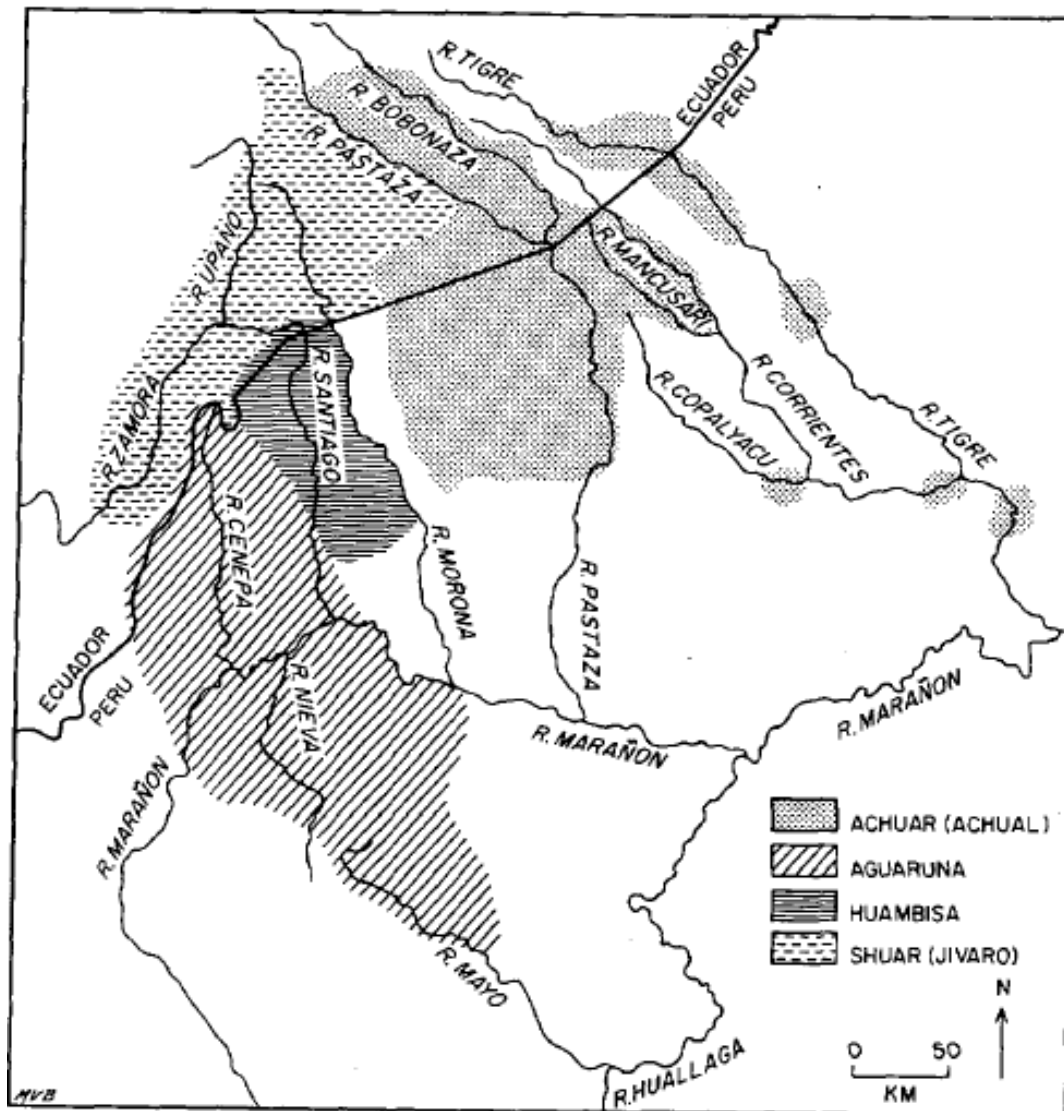 R. TIGRE
ECUADOR
PERU
R. BOBONAZA
R. PASTAZA
R. UPANO
R. MANCUSARI
R. SANTIAGO
R. ZAMORA
R. COPALYACU
R. CORRIENTES
R. TIGRE
R. CENEPA
R. MORONA
R. PASTAZA
ECUADOR
PERU
R. NIEVA
R. MARAÑON
R. MARAÑON
R. MARAÑON
R. MAYO
R. HUALLAGA
ACHUAR (ACHUAL)
AGUARUNA
HUAMBISA
SHUAR (JIVARO)
N
0 50
KM
MVB